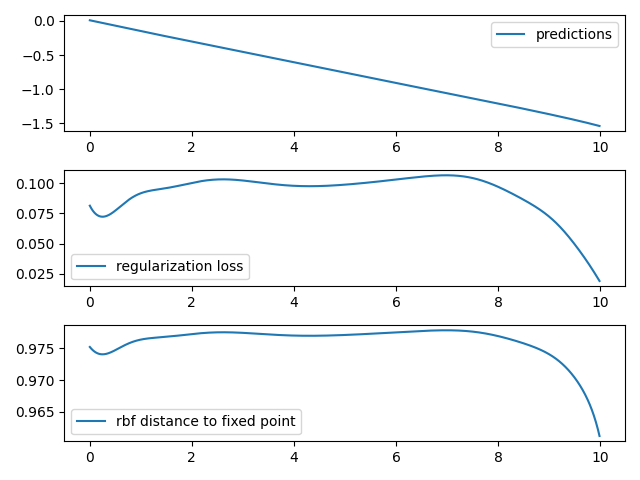 0.0
−0.5
−1.0
−1.5
predictions
0 2 4 6 8 10
0.100
0.075
0.050
0.025
regularization loss
0 2 4 6 8 10
0.975
0.970
0.965
rbf distance to fixed point
0 2 4 6 8 10